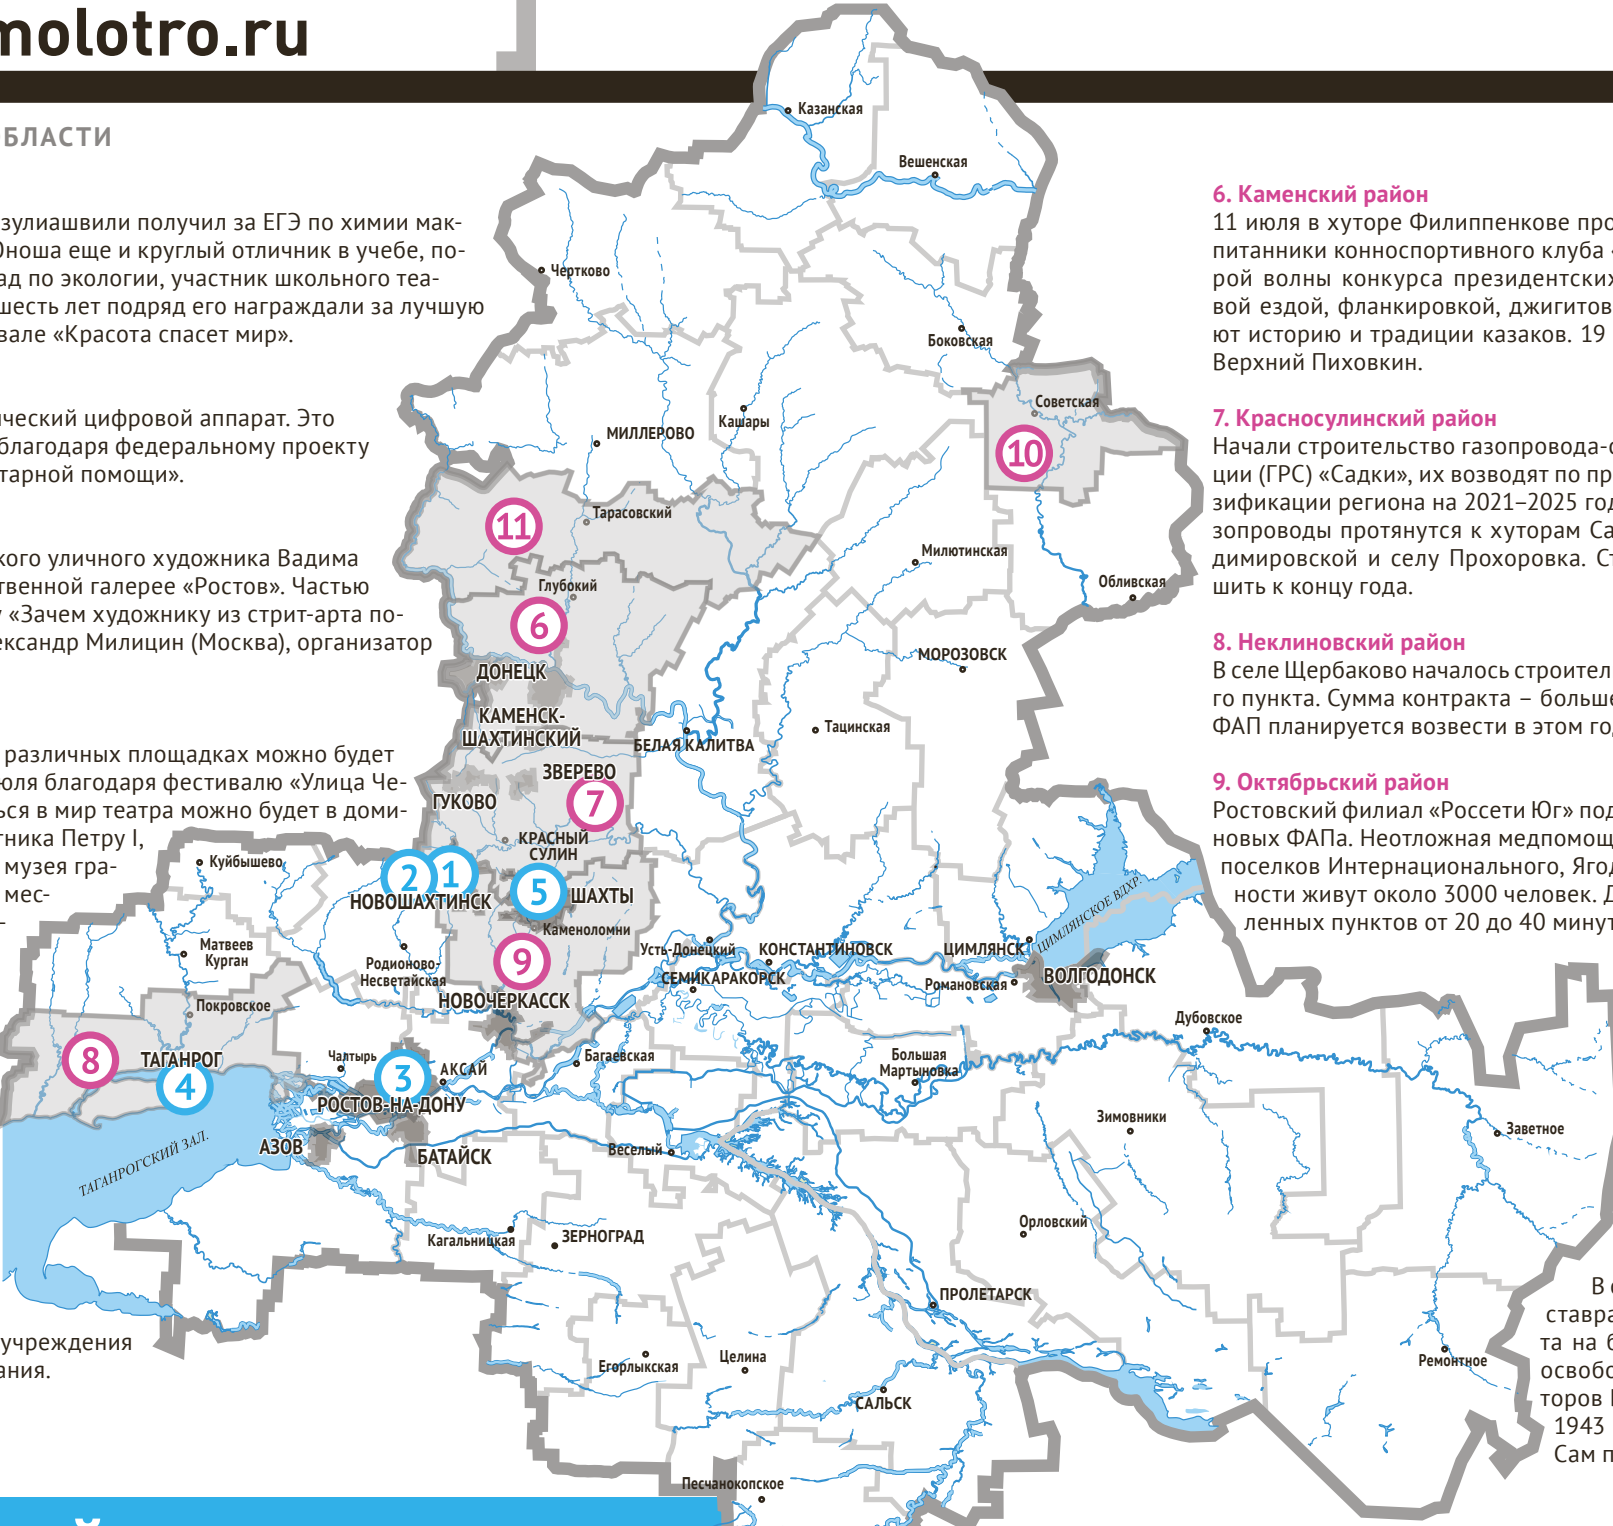 molotro.ru
БЛАСТИ
зулиашвили получил за ЕГЭ по химии мак-
Юноша еще и круглый отличник в учебе, по-
ад по экологии, участник школьного теа-
шесть лет подряд его награждали за лучшую
вале «Красота спасет мир».
ический цифровой аппарат. Это
благодаря федеральному проекту
тарной помощи».
кого уличного художника Вадима
ственной галерее «Ростов». Частью
у «Зачем художнику из стрит-арта по-
ександр Милицин (Москва), организатор
различных площадках можно будет
юля благодаря фестивалю «Улица Че-
ься в мир театра можно будет в доми-
тника Петру I,
музея гра-
мес-
–
учреждения
ания.
6. Каменский район
11 июля в хуторе Филиппенкове про
питанники конноспортивного клуба «
рой волны конкурса президентских
вой ездой, фланкировкой, джигитов
ют историю и традиции казаков. 19
Верхний Пиховкин.
7. Красносулинский район
Начали строительство газопровода-о
ции (ГРС) «Садки», их возводят по пр
зификации региона на 2021–2025 год
зопроводы протянутся к хуторам Са
димировской и селу Прохоровка. Ст
шить к концу года.
8. Неклиновский район
В селе Щербаково началось строител
го пункта. Сумма контракта – больше
ФАП планируется возвести в этом год
9. Октябрьский район
Ростовский филиал «Россети Юг» под
новых ФАПа. Неотложная медпомощ
поселков Интернационального, Ягод
ности живут около 3000 человек. Д
ленных пунктов от 20 до 40 минут
В
ставра
та на б
освобо
торов
1943
Сам п
Казанская
Вешенская
Чертково
Боковская
Советская
10
Кашары
МИЛЛЕРОВО
11
Тарасовский
Милютинская
Обливская
Глубокий
6
ДОНЕЦК
МОРОЗОВСК
КАМЕНСК-
ШАХТИНСКИЙ
БЕЛАЯ КАЛИТВА
Тацинская
ЗВЕРЕВО
7
ГУКОВО
КРАСНЫЙ
СУЛИН
Куйбышево
2
1
НОВОШАХТИНСК
5
ШАХТЫ
Каменоломни
Матвеев
Курган
Родионово-
Несветайская
9
Усть-Донецкий
КОНСТАНТИНОВСК
ЦИМЛЯНСК
ЦИМЛЯНСКОЕ ВДХР.
СЕМИКАРАКОРСК
Романовская
ВОЛГОДОНСК
НОВОЧЕРКАССК
Покровское
Дубовское
8
ТАГАНРОГ
4
Чалтырь
3
АКСАЙ
Багаевская
Большая
Мартыновка
РОСТОВ-НА-ДОНУ
Зимовники
Заветное
ТАГАНРОГСКИЙ ЗАЛ.
АЗОВ
БАТАЙСК
Веселый
Кагальницкая
ЗЕРНОГРАД
Орловский
ПРОЛЕТАРСК
Егорлыкская
Целина
САЛЬСК
Ремонтное
Песчанокопское